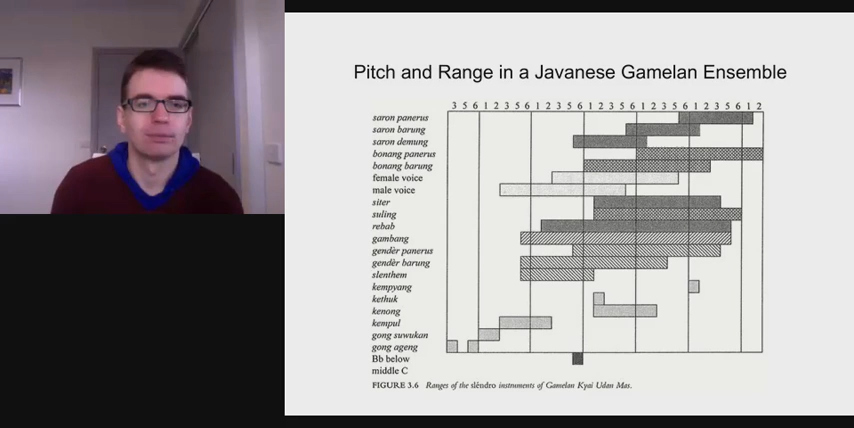 Pitch and Range in a Javanese Gamelan Ensemble
3 5 6 1 2 3 5 6 1 2 3 5 6 1 2 3 5 6 1 2 3 5 6 1 2 3 5 6 1 2
saron panerus
saron barung
saron demung
bonang panerus
bonang barung
female voice
male voice
siter
suling
rebab
gambang
gendèr panerus
gendèr barung
slenthem
kempyang
kethuk
kenong
kempul
gong suwukan
gong ageng
Bb below
middle C
FIGURE 3.6 Ranges of the sléndro instruments of Gamelan Kyai Udan Mas.